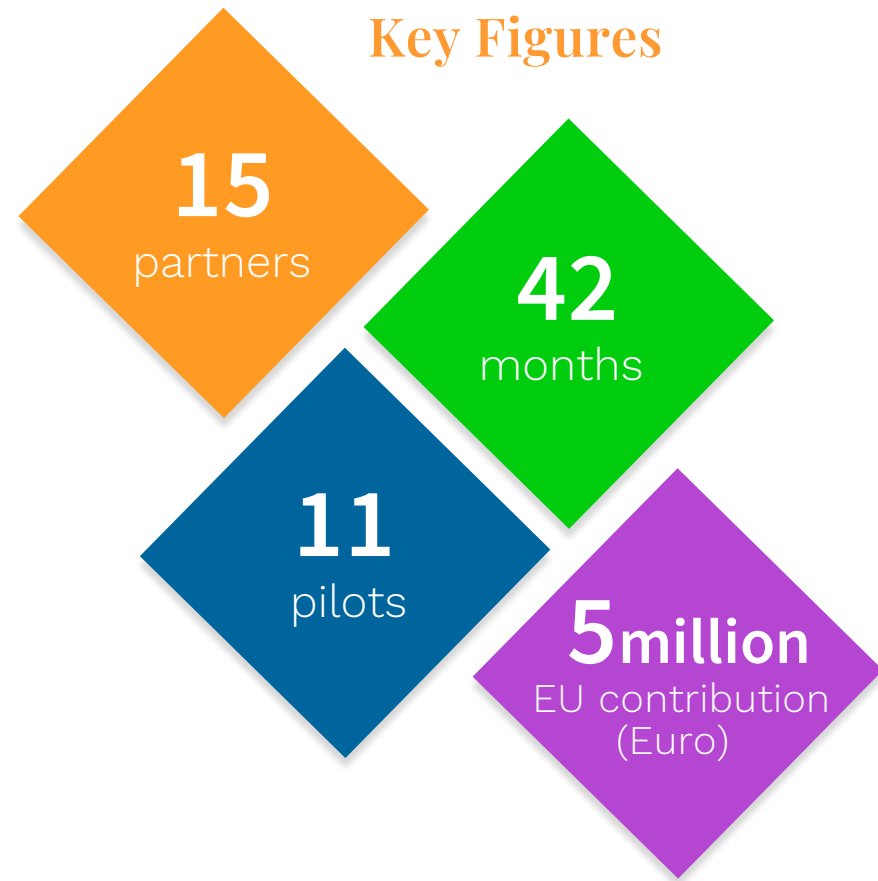 Key Figures
15
partners
42
months
11
pilots
5million
EU contribution
(Euro)